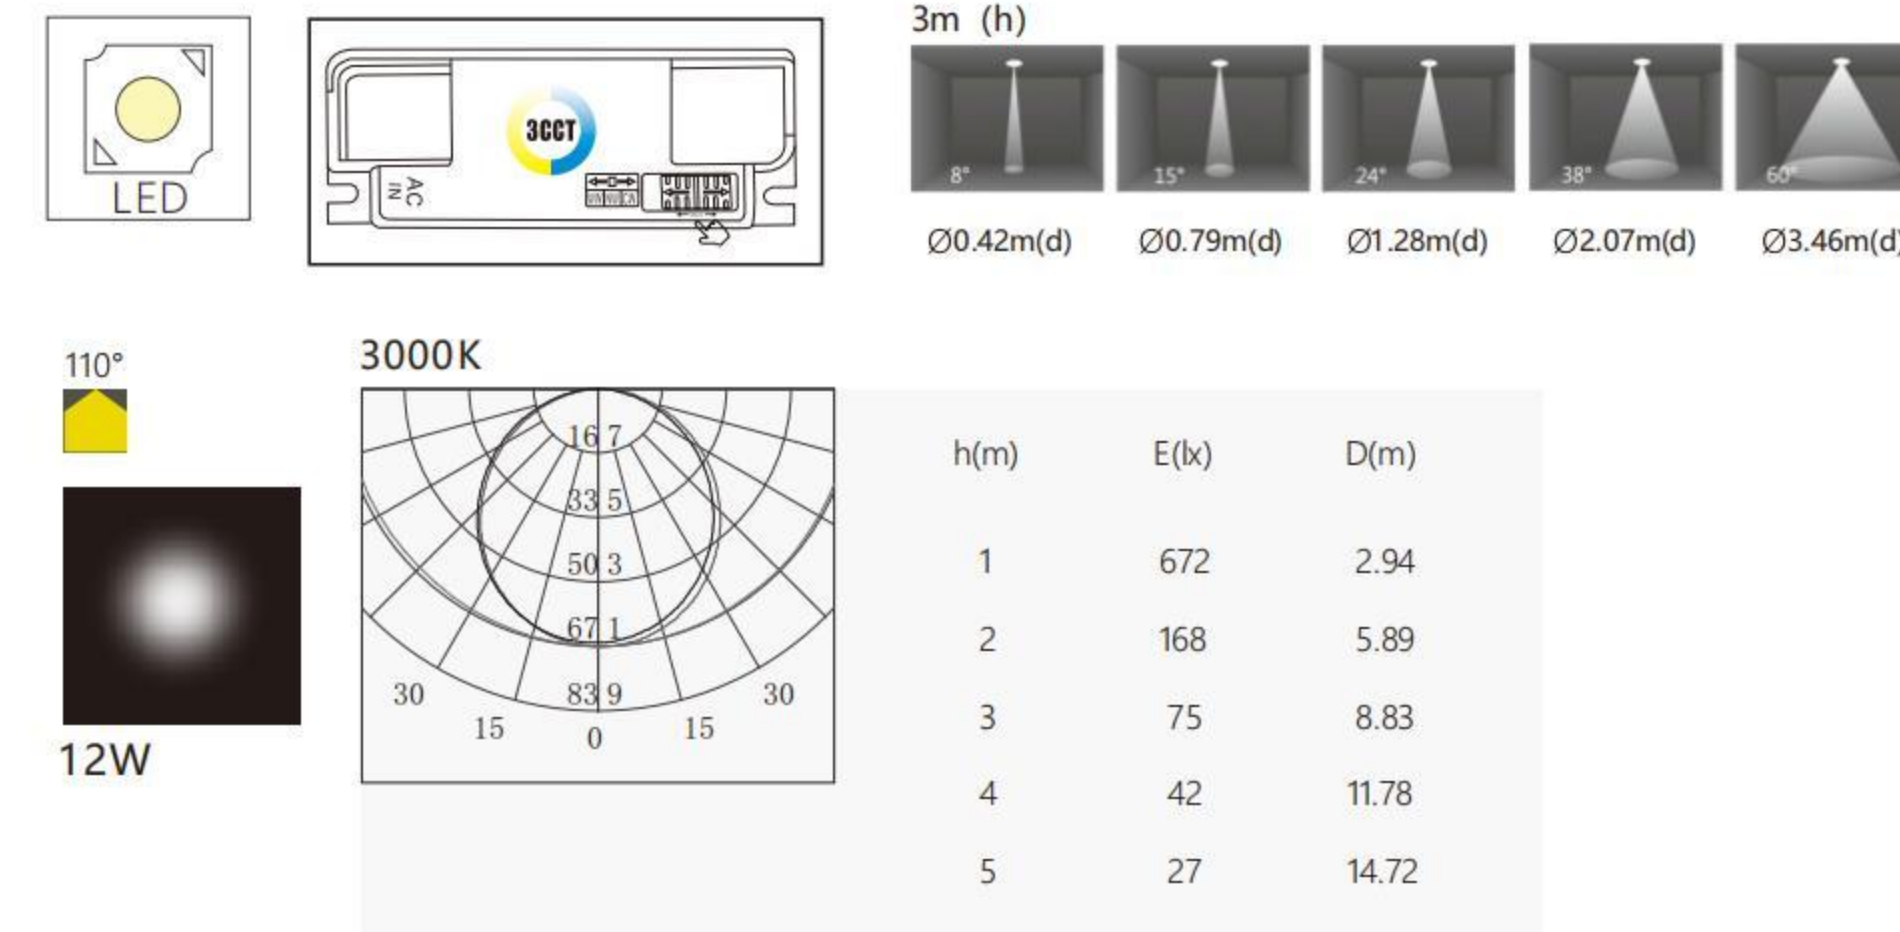 LED
3CCT
AC
IN
3m (h)
8°
15°
24°
38°
60°
Ø0.42m(d)
Ø0.79m(d)
Ø1.28m(d)
Ø2.07m(d)
Ø3.46m(d)
110°
12W
3000K
16 7
33 5
50 3
67 1
83 9
30
15
0
15
30
h(m) E(lx) D(m)
1 672 2.94
2 168 5.89
3 75 8.83
4 42 11.78
5 27 14.72